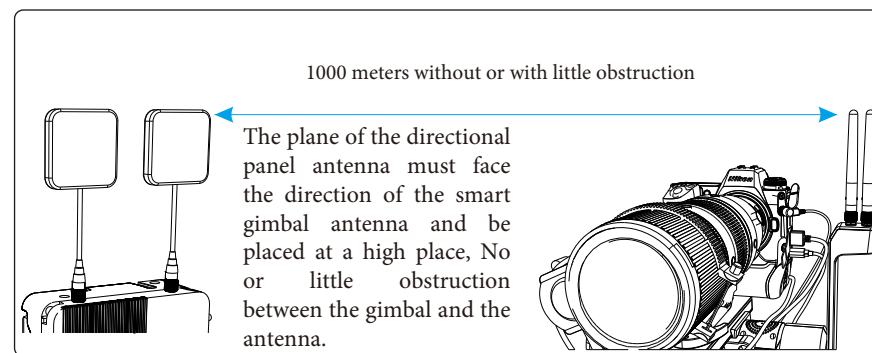 1000 meters without or with little obstruction
The plane of the directional
panel antenna must face
the direction of the smart
gimbal antenna and be
placed at a high place, No
or little obstruction
between the gimbal and the
antenna.